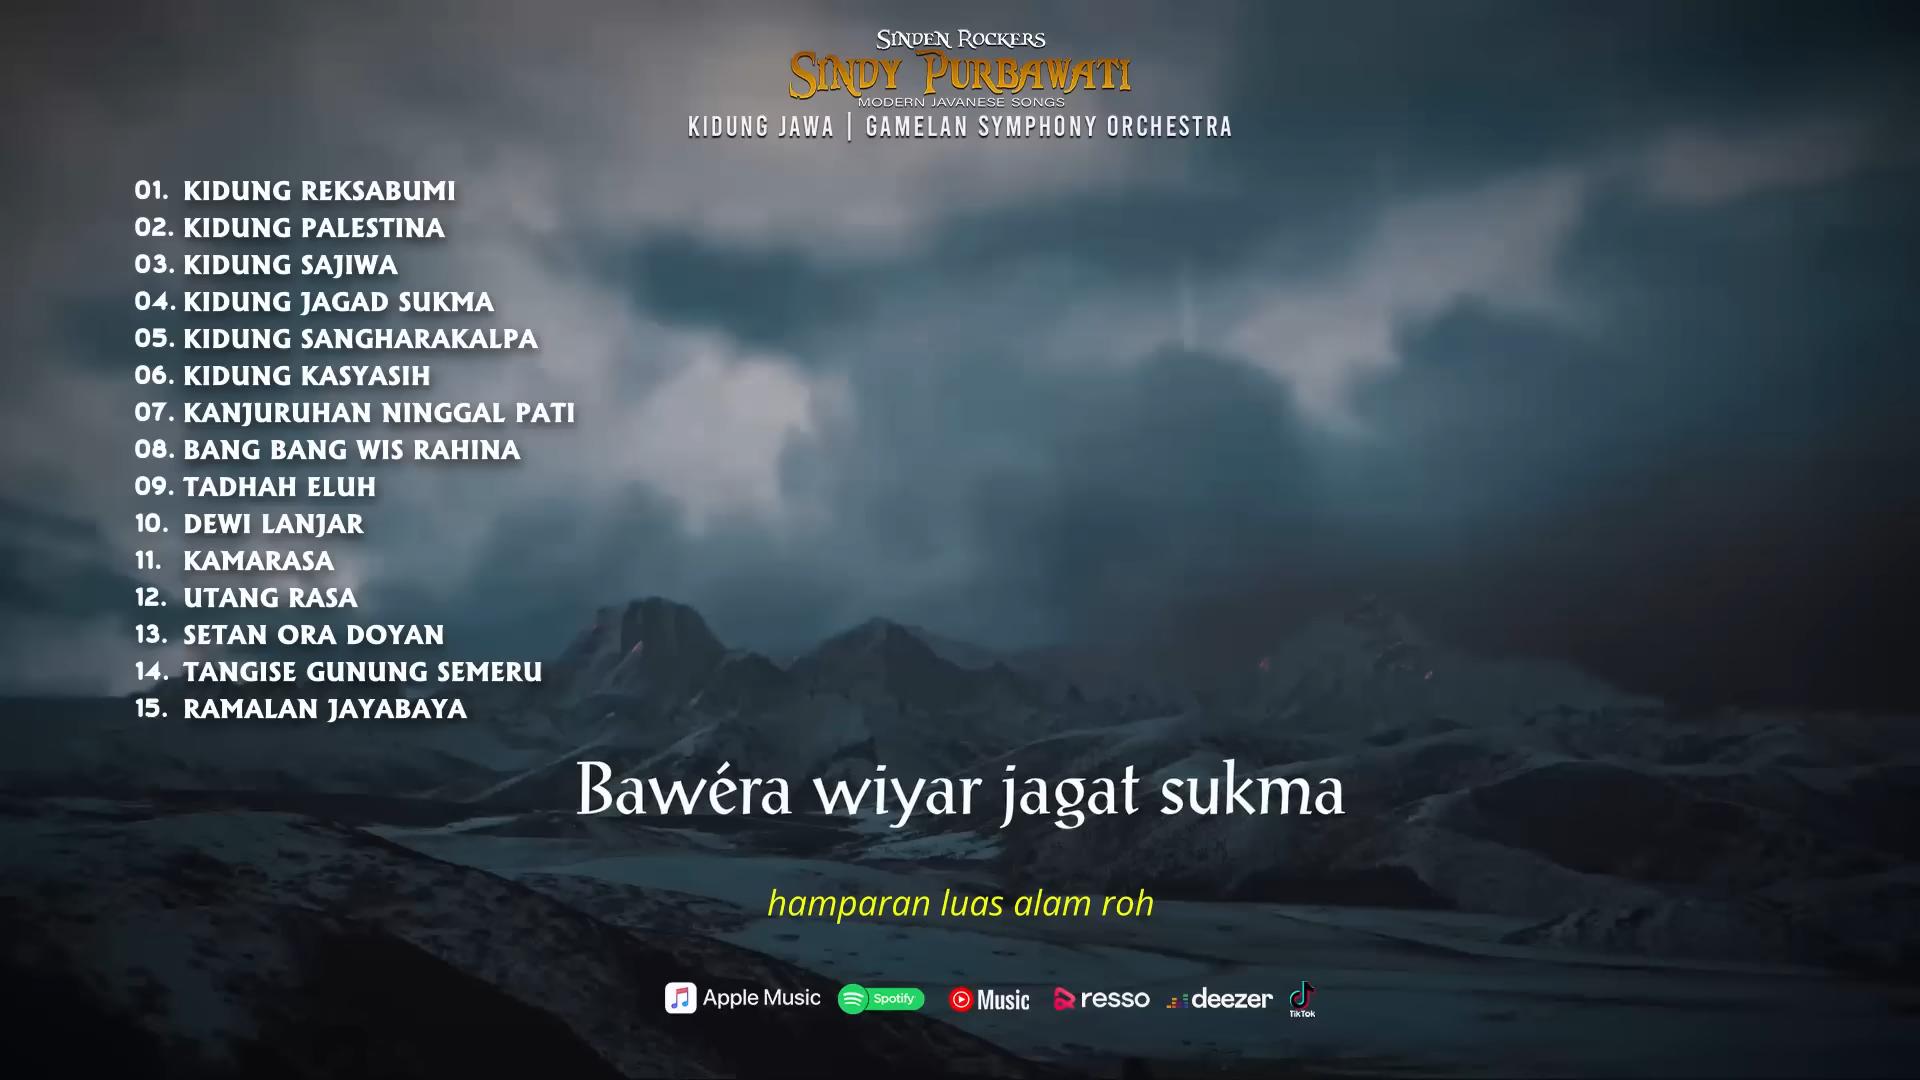 SINDEN ROCKERS
SINDY PURBAWATI
MODERN JAVANESE SONGS
KIDUNG JAWA | GAMELAN SYMPHONY ORCHESTRA
01. KIDUNG REKSABUMI
02. KIDUNG PALESTINA
03. KIDUNG SAJIWA
04. KIDUNG JAGAD SUKMA
05. KIDUNG SANGHARAKALPA
06. KIDUNG KASYASIH
07. KANJURUHAN NINGGAL PATI
08. BANG BANG WIS RAHINA
09. TADHAH ELUH
10. DEWI LANJAR
11. KAMARASA
12. UTANG RASA
13. SETAN ORA DOYAN
14. TANGISE GUNUNG SEMERU
15. RAMALAN JAYABAYA
Bawéra wiyar jagat sukma
hamparan luas alam roh
Apple Music Spotify Music resso deezer TikTok